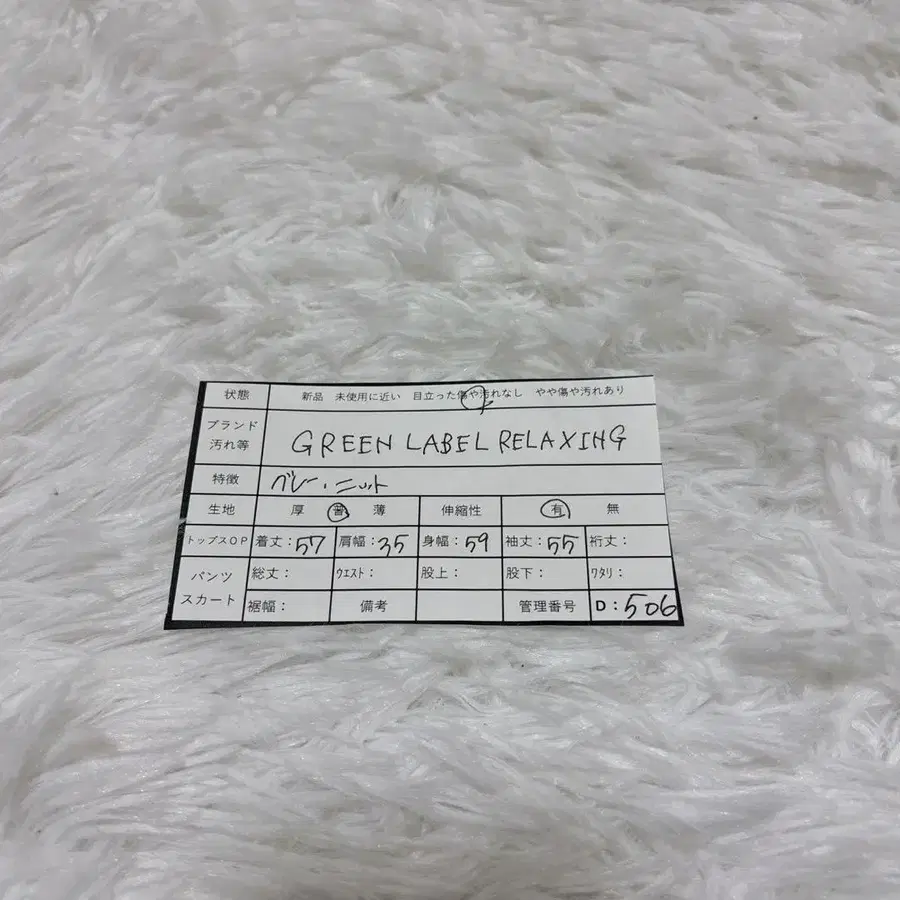 状態 新品 未使用に近い 目立った傷や汚れなし やや傷や汚れあり
ブランド
汚れ等 GREEN LABEL RELAXING
特徴 グレー・ニット
生地 厚 普 薄 伸縮性 有 無
トップスOP 着丈:57 肩幅:35 身幅:59 袖丈:55 裄丈:
パンツ
スカート
総丈: ウエスト: 股上: 股下: ワタリ:
裾幅: 備考 管理番号 D:506